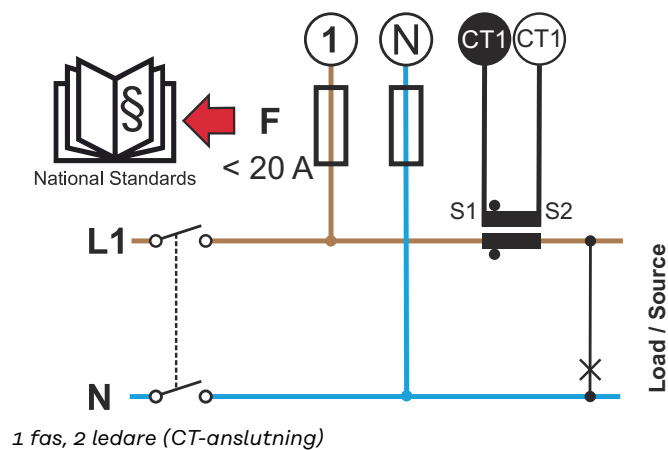 1 N CT1 CT1
§
F
National Standards
< 20 A
S1 S2
L1
Load / Source
N
1 fas, 2 ledare (CT-anslutning)